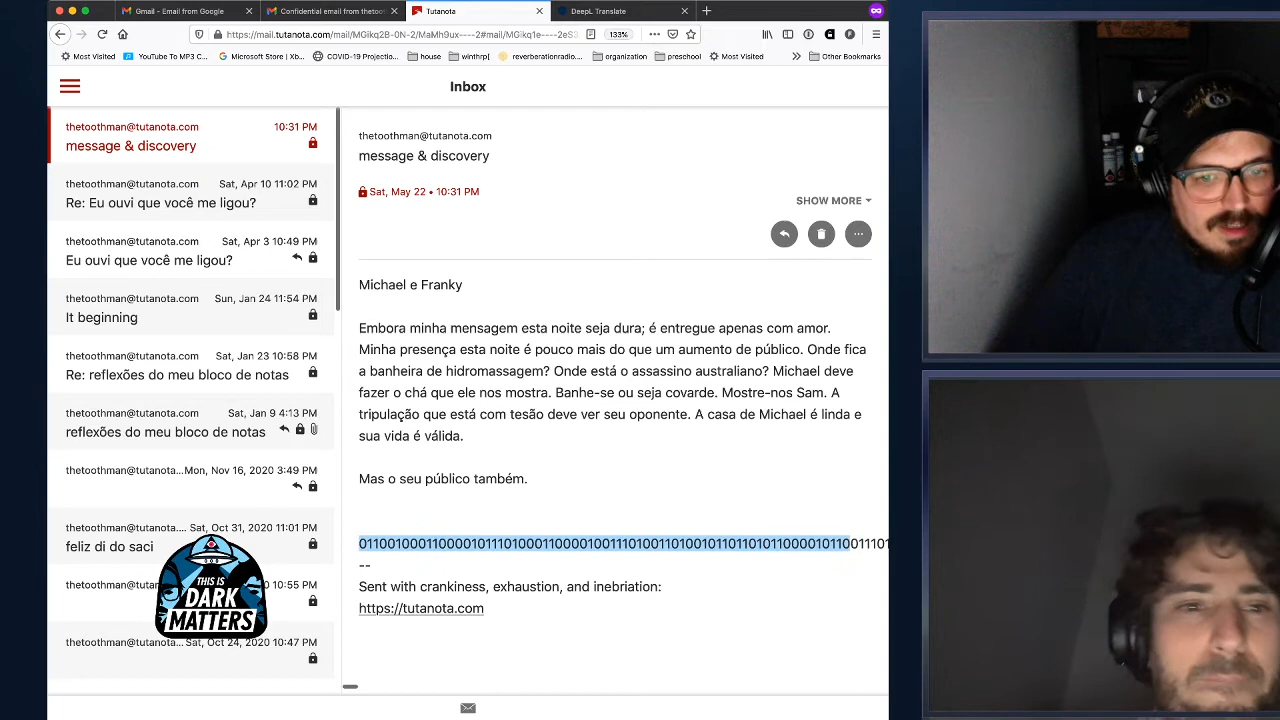 Gmail - Email from Google
Confidential email from thetooth
Tutanota
DeepL Translate
https://mail.tutanota.com/mail/MGikq2B-0N-2/MaMh9ux----2#mail/MGikq1e----2eS3
133%
Most Visited
YouTube To MP3 C...
Microsoft Store | Xb...
COVID-19 Projectio...
house
winthrp[
reverberationradio...
organization
preschool
Most Visited
Other Bookmarks
Inbox
thetoothman@tutanota.com 10:31 PM
message & discovery
thetoothman@tutanota.com Sat, Apr 10 11:02 PM
Re: Eu ouvi que você me ligou?
thetoothman@tutanota.com Sat, Apr 3 10:49 PM
Eu ouvi que você me ligou?
thetoothman@tutanota.com Sun, Jan 24 11:54 PM
It beginning
thetoothman@tutanota.com Sat, Jan 23 10:58 PM
Re: reflexões do meu bloco de notas
thetoothman@tutanota.com Sat, Jan 9 4:13 PM
reflexões do meu bloco de notas
thetoothman@tutanota... Mon, Nov 16, 2020 3:49 PM
thetoothman@tutanota.... Sat, Oct 31, 2020 11:01 PM
feliz di do saci
thetoothman@tutanota 10:55 PM
thetoothman@tutanota... Sat, Oct 24, 2020 10:47 PM
THIS IS
DARK
MATTERS
thetoothman@tutanota.com
message & discovery
Sat, May 22 • 10:31 PM
SHOW MORE
Michael e Franky
Embora minha mensagem esta noite seja dura; é entregue apenas com amor.
Minha presença esta noite é pouco mais do que um aumento de público. Onde fica
a banheira de hidromassagem? Onde está o assassino australiano? Michael deve
fazer o chá que ele nos mostra. Banhe-se ou seja covarde. Mostre-nos Sam. A
tripulação que está com tesão deve ver seu oponente. A casa de Michael é linda e
sua vida é válida.
Mas o seu público também.
--
Sent with crankiness, exhaustion, and inebriation:
https://tutanota.com